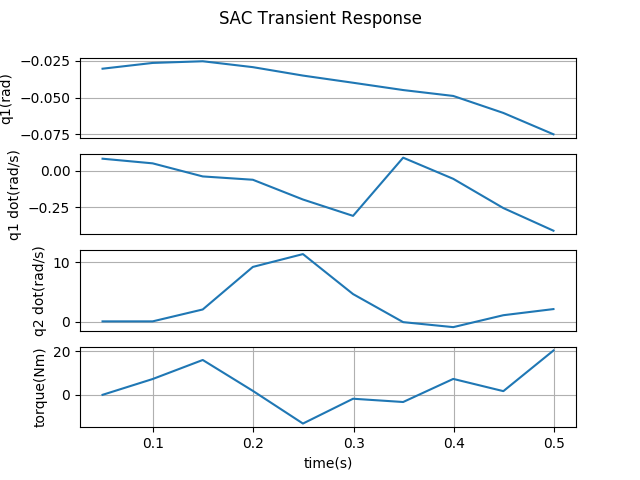 SAC Transient Response
−0.025
−0.050
−0.075
q1(rad)
0.00
−0.25
q1 dot(rad/s)
10
0
q2 dot(rad/s)
20
0
torque(Nm)
0.1 0.2 0.3 0.4 0.5
time(s)